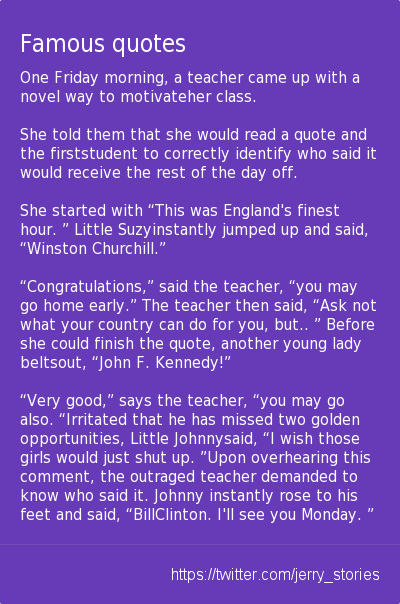 Famous quotes
One Friday morning, a teacher came up with a
novel way to motivateher class.
She told them that she would read a quote and
the firststudent to correctly identify who said it
would receive the rest of the day off.
She started with “This was England's finest
hour. ” Little Suzyinstantly jumped up and said,
“Winston Churchill.”
“Congratulations,” said the teacher, “you may
go home early.” The teacher then said, “Ask not
what your country can do for you, but.. ” Before
she could finish the quote, another young lady
beltsout, “John F. Kennedy!”
“Very good,” says the teacher, “you may go
also. “Irritated that he has missed two golden
opportunities, Little Johnnysaid, “I wish those
girls would just shut up. ”Upon overhearing this
comment, the outraged teacher demanded to
know who said it. Johnny instantly rose to his
feet and said, “BillClinton. I'll see you Monday. ”
https://twitter.com/jerry_stories